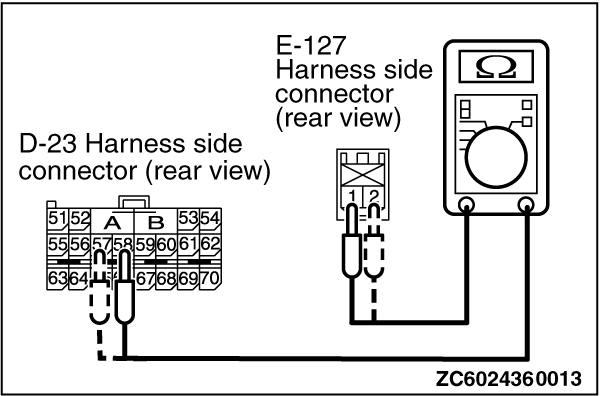 E-127
Harness side
connector
(rear view)
Ω
D-23 Harness side
connector (rear view)
1 2
51 52 A B 53 54
55 56 57 58 59 60 61 62
63 64 67 68 69 70
ZC6024360013